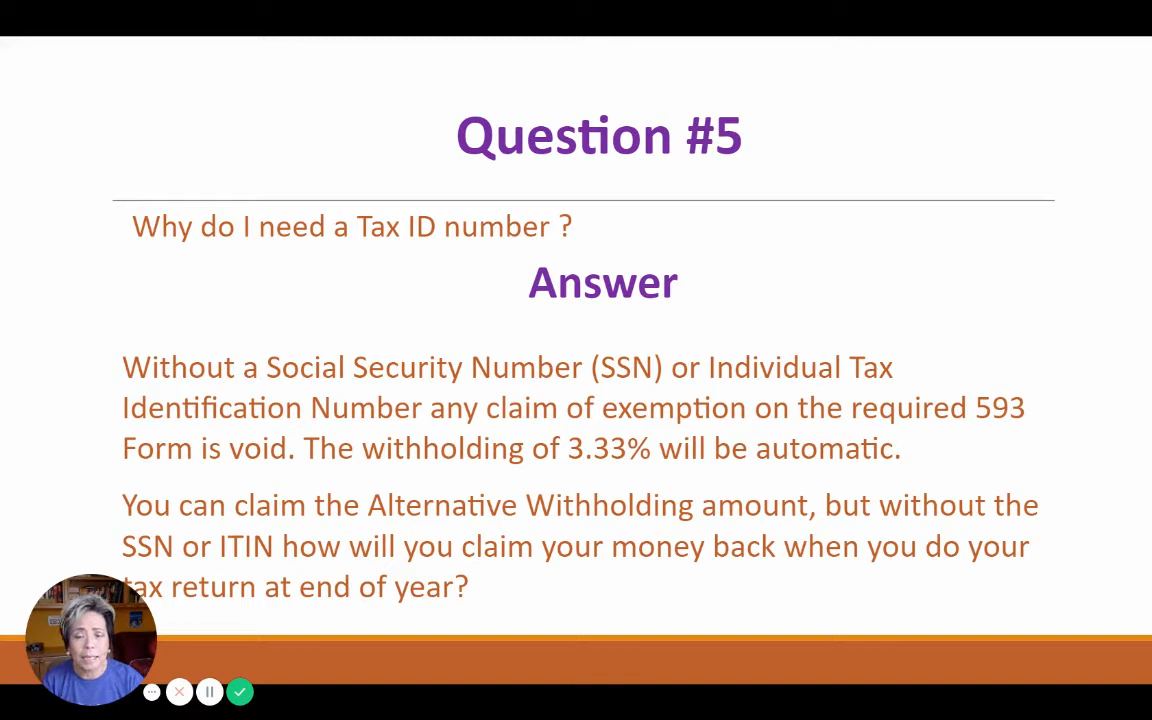 Question #5
Why do I need a Tax ID number ?
Answer
Without a Social Security Number (SSN) or Individual Tax
Identification Number any claim of exemption on the required 593
Form is void. The withholding of 3.33% will be automatic.
You can claim the Alternative Withholding amount, but without the
SSN or ITIN how will you claim your money back when you do your
tax return at end of year?